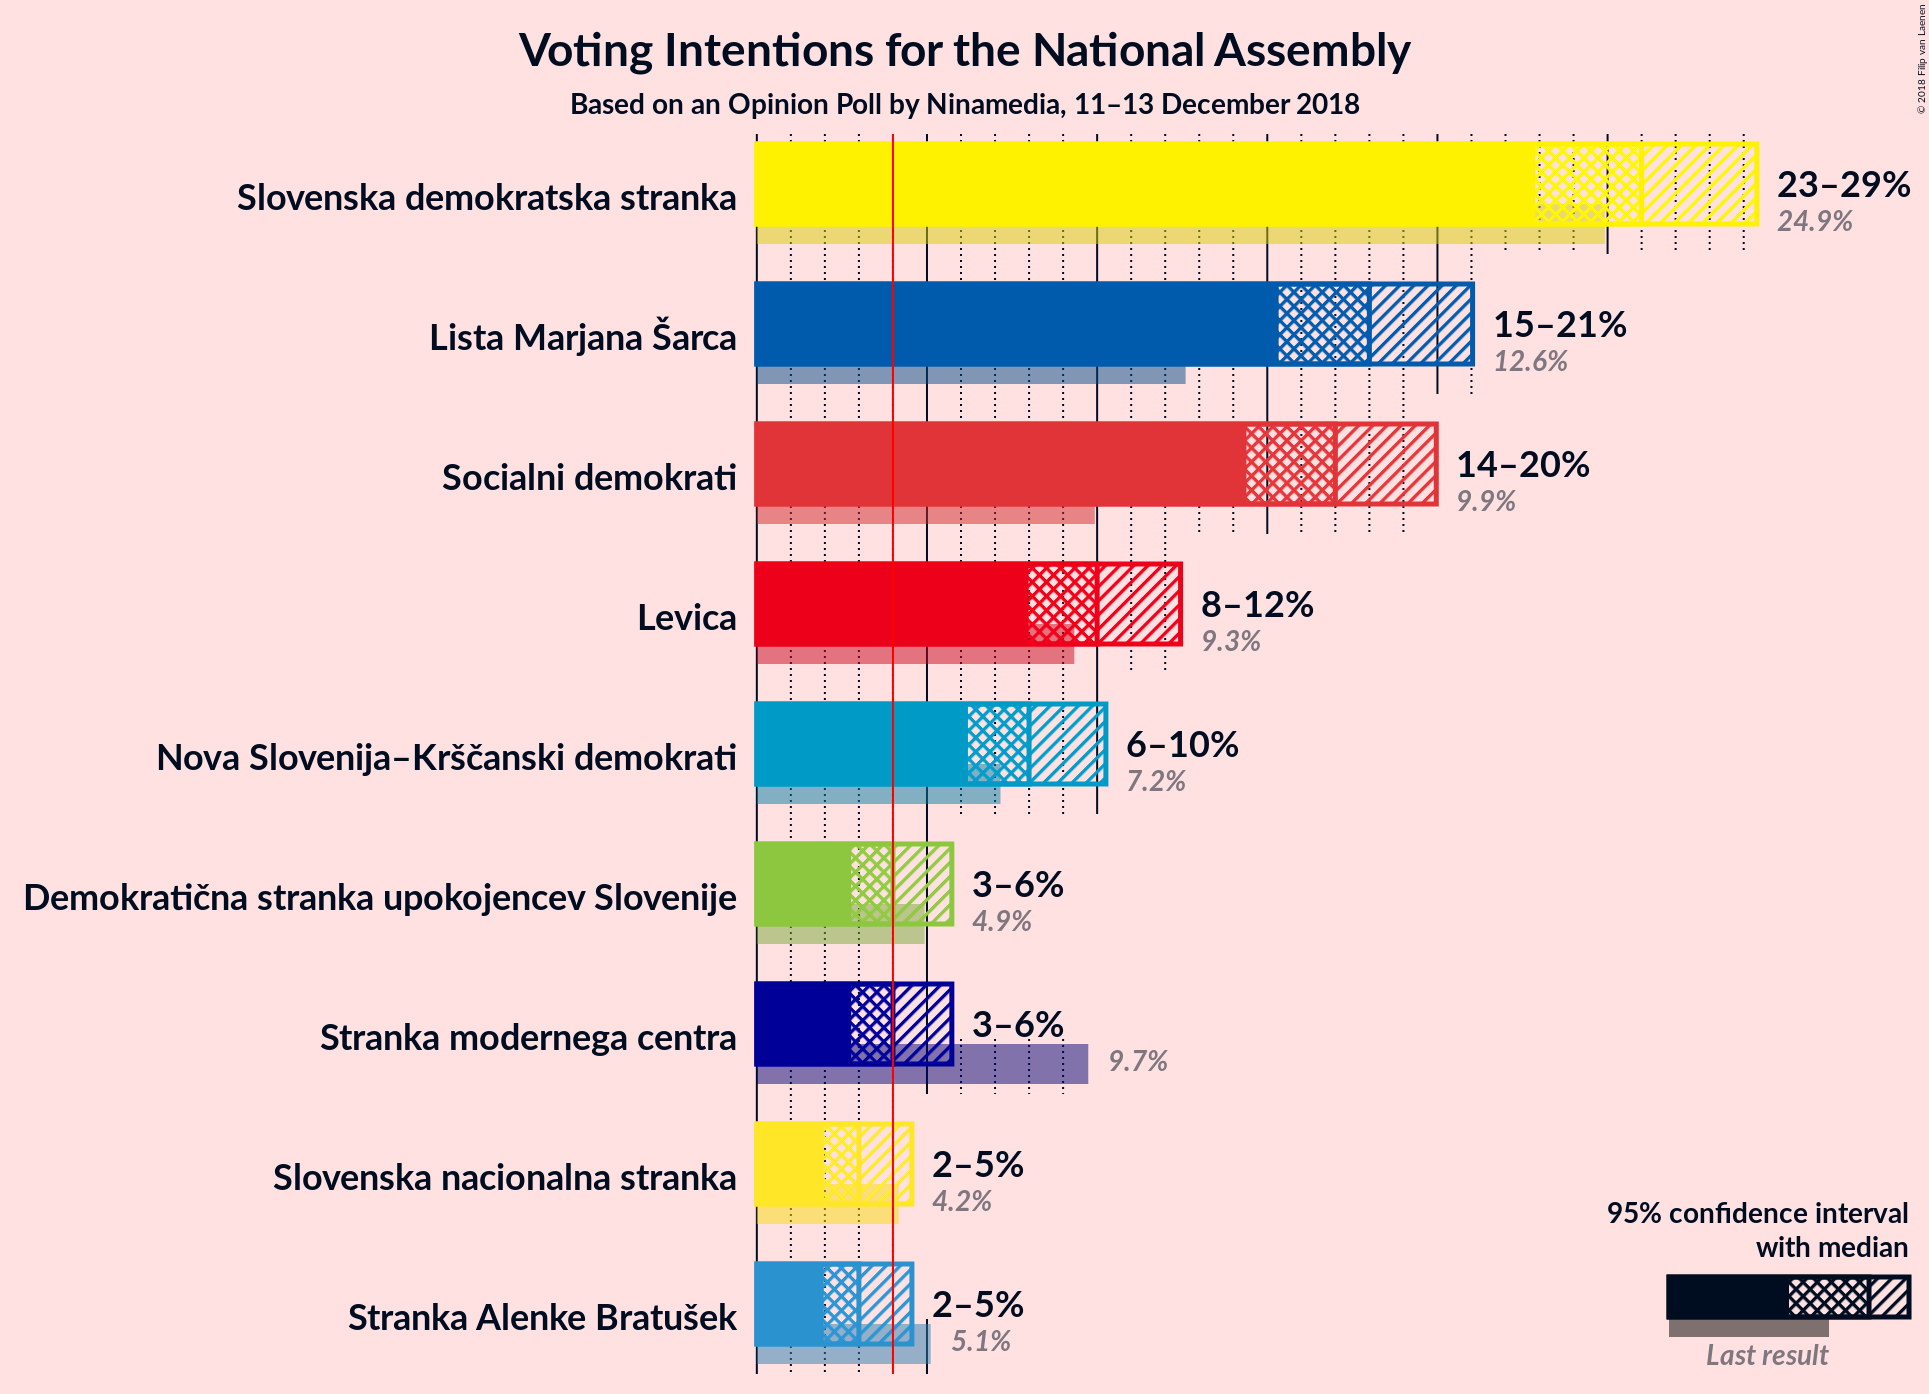 Voting Intentions for the National Assembly
Based on an Opinion Poll by Ninamedia, 11–13 December 2018
© 2018 Filip van Laenen
Slovenska demokratska stranka
23–29%
24.9%
Lista Marjana Šarca
15–21%
12.6%
Socialni demokrati
14–20%
9.9%
Levica
8–12%
9.3%
Nova Slovenija–Krščanski demokrati
6–10%
7.2%
Demokratična stranka upokojencev Slovenije
3–6%
4.9%
Stranka modernega centra
3–6%
9.7%
Slovenska nacionalna stranka
2–5%
4.2%
Stranka Alenke Bratušek
2–5%
5.1%
95% confidence interval
with median
Last result